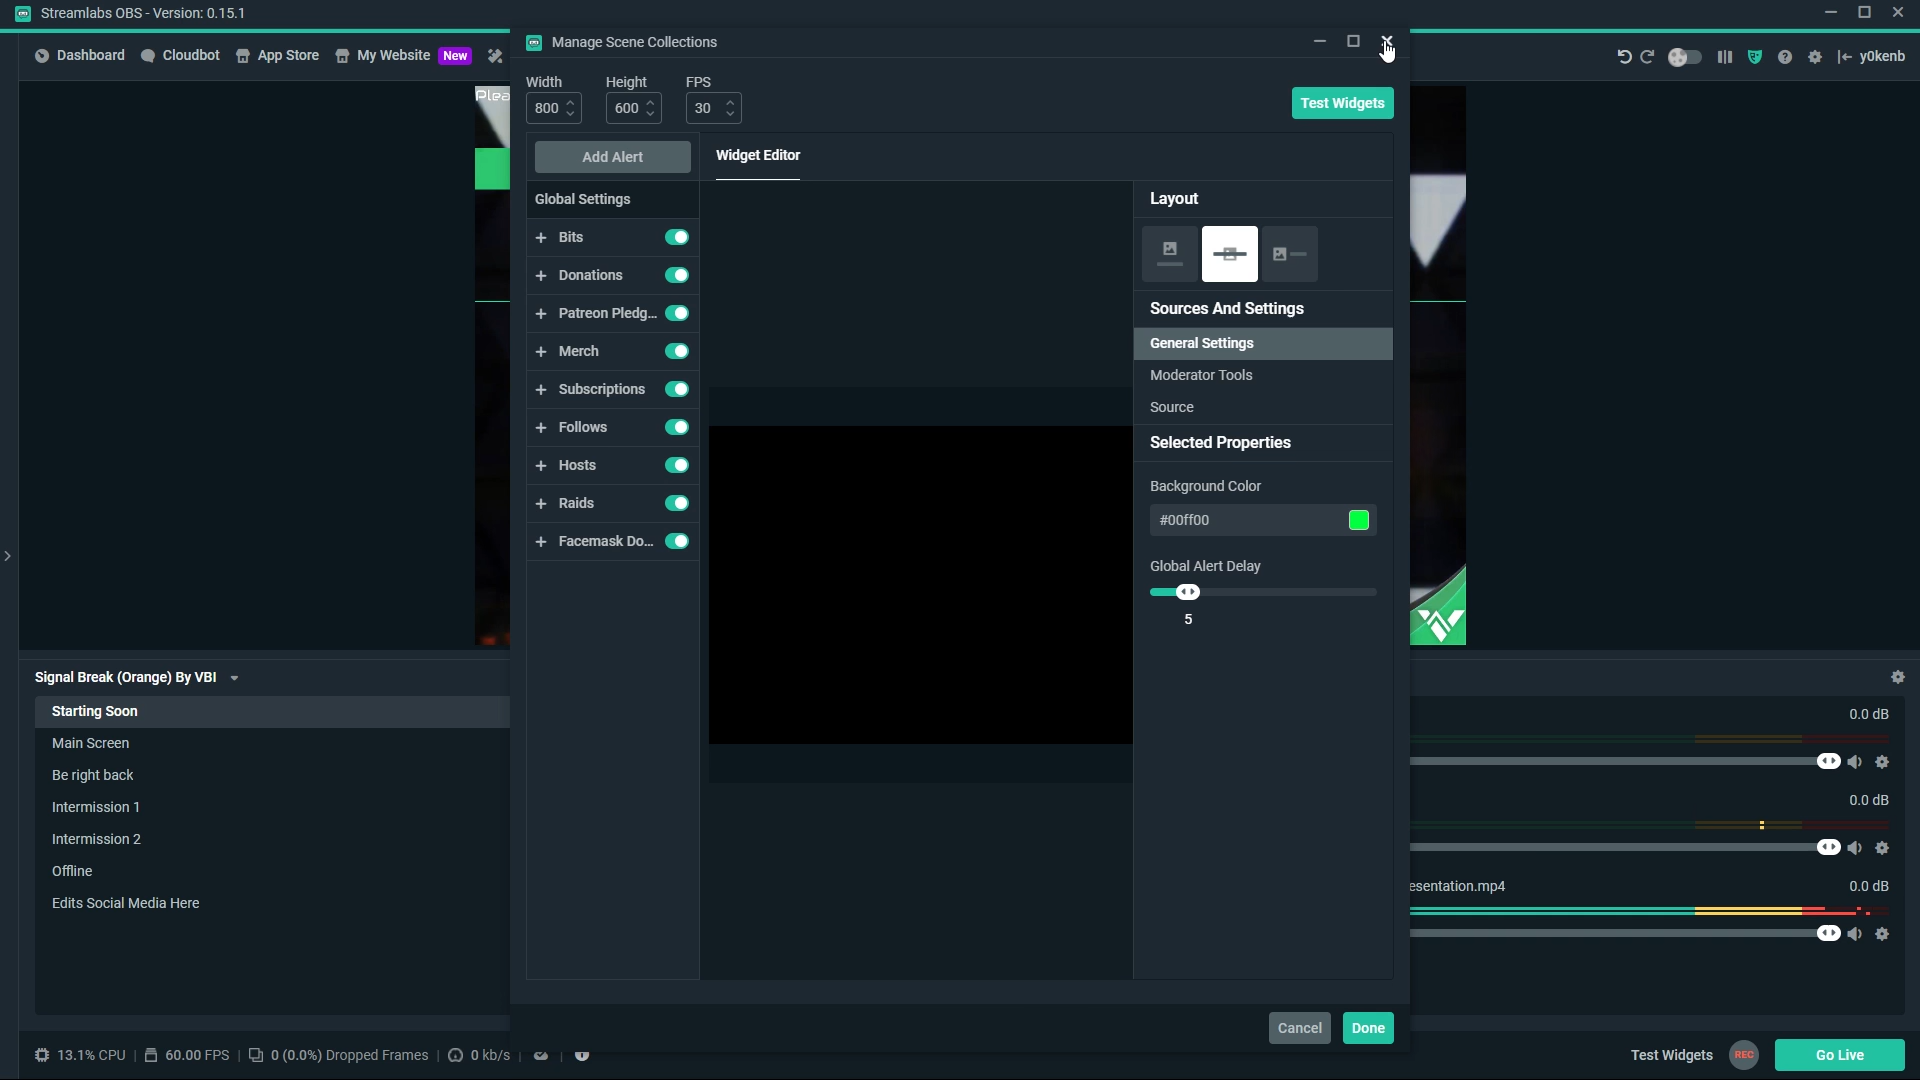 Streamlabs OBS - Version: 0.15.1
Dashboard
Cloudbot
App Store
My Website
New
y0kenb
Manage Scene Collections
Width
Height
FPS
800
600
30
Test Widgets
Add Alert
Widget Editor
Global Settings
Bits
Donations
Patreon Pledg...
Merch
Subscriptions
Follows
Hosts
Raids
Facemask Do...
Layout
Sources And Settings
General Settings
Moderator Tools
Source
Selected Properties
Background Color
#00ff00
Global Alert Delay
5
Cancel
Done
Plea
Signal Break (Orange) By VBI
Starting Soon
Main Screen
Be right back
Intermission 1
Intermission 2
Offline
Edits Social Media Here
0.0 dB
0.0 dB
esentation.mp4
0.0 dB
13.1% CPU
60.00 FPS
0 (0.0%) Dropped Frames
0 kb/s
Test Widgets
REC
Go Live